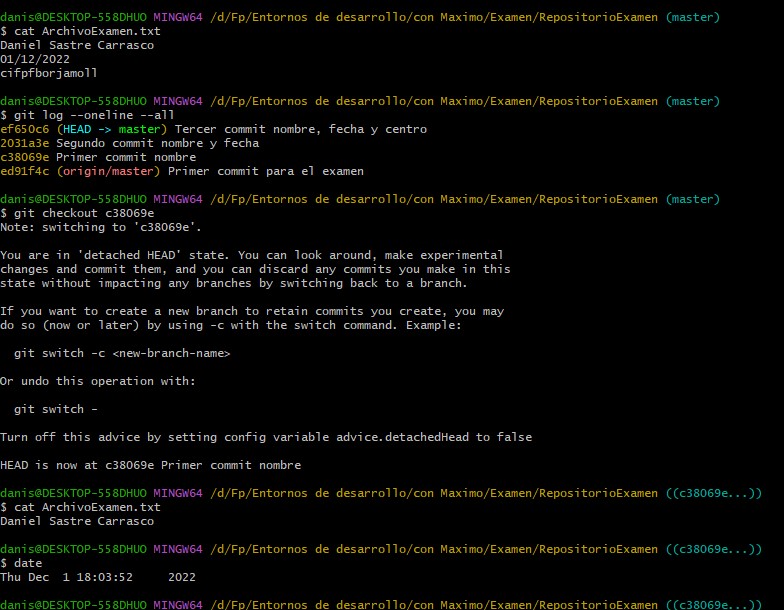 danis@DESKTOP-558DHUO MINGW64 /d/Fp/Entornos de desarrollo/con Maximo/Examen/RepositorioExamen (master)
$ cat ArchivoExamen.txt
Daniel Sastre Carrasco
01/12/2022
cifpfborjamoll
danis@DESKTOP-558DHUO MINGW64 /d/Fp/Entornos de desarrollo/con Maximo/Examen/RepositorioExamen (master)
$ git log --oneline --all
ef650c6 (HEAD -> master) Tercer commit nombre, fecha y centro
2031a3e Segundo commit nombre y fecha
c38069e Primer commit nombre
ed91f4c (origin/master) Primer commit para el examen
danis@DESKTOP-558DHUO MINGW64 /d/Fp/Entornos de desarrollo/con Maximo/Examen/RepositorioExamen (master)
$ git checkout c38069e
Note: switching to 'c38069e'.
You are in 'detached HEAD' state. You can look around, make experimental
changes and commit them, and you can discard any commits you make in this
state without impacting any branches by switching back to a branch.
If you want to create a new branch to retain commits you create, you may
do so (now or later) by using -c with the switch command. Example:
git switch -c <new-branch-name>
Or undo this operation with:
git switch -
Turn off this advice by setting config variable advice.detachedHead to false
HEAD is now at c38069e Primer commit nombre
danis@DESKTOP-558DHUO MINGW64 /d/Fp/Entornos de desarrollo/con Maximo/Examen/RepositorioExamen ((c38069e...))
$ cat ArchivoExamen.txt
Daniel Sastre Carrasco
danis@DESKTOP-558DHUO MINGW64 /d/Fp/Entornos de desarrollo/con Maximo/Examen/RepositorioExamen ((c38069e...))
$ date
Thu Dec  1 18:03:52     2022
danis@DESKTOP-558DHUO MINGW64 /d/Fp/Entornos de desarrollo/con Maximo/Examen/RepositorioExamen ((c38069e...))